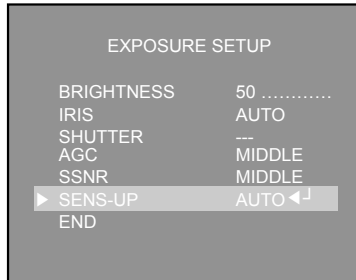 EXPOSURE SETUP
BRIGHTNESS 50 ............
IRIS AUTO
SHUTTER ---
AGC MIDDLE
SSNR MIDDLE
SENS-UP AUTO
END